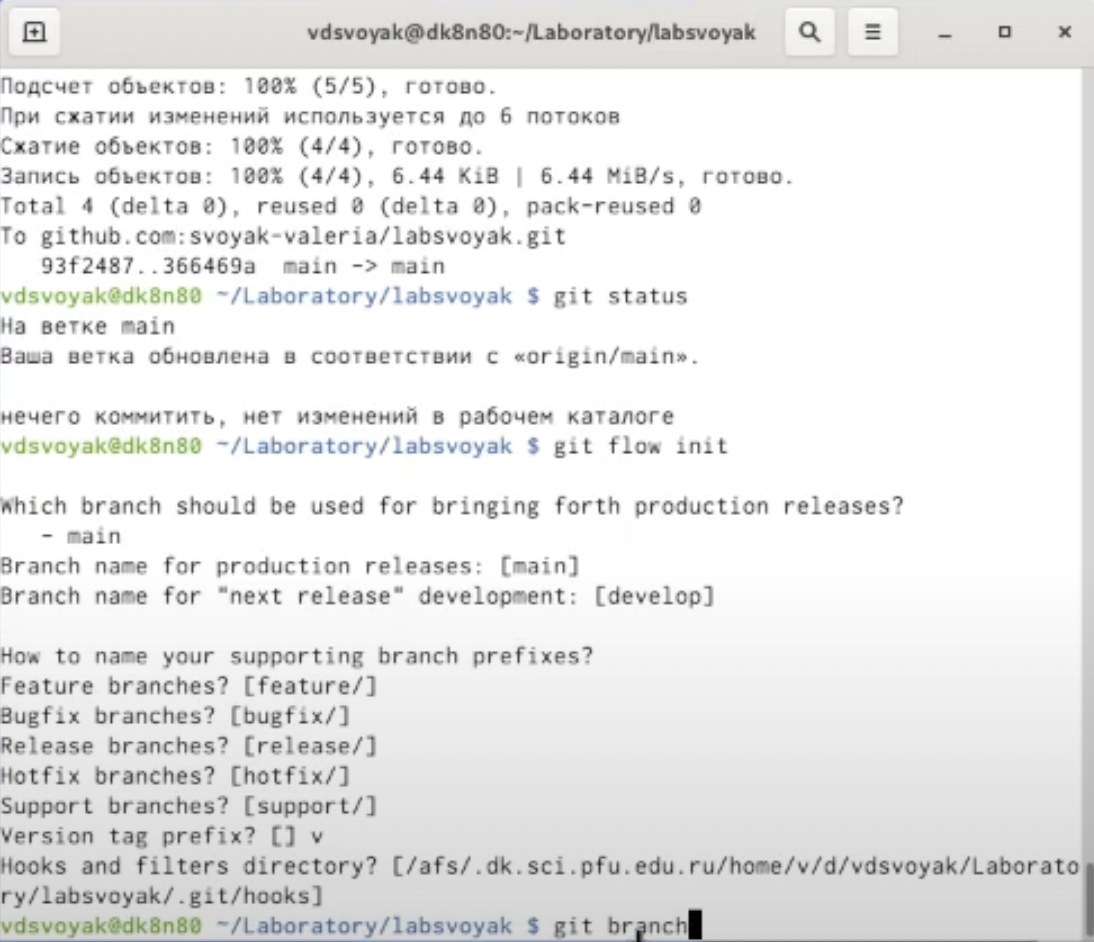 vdsvoyak@dk8n80:~/Laboratory/labsvoyak
Подсчет объектов: 100% (5/5), готово.
При сжатии изменений используется до 6 потоков
Сжатие объектов: 100% (4/4), готово.
Запись объектов: 100% (4/4), 6.44 KiB | 6.44 MiB/s, готово.
Total 4 (delta 0), reused 0 (delta 0), pack-reused 0
To github.com:svoyak-valeria/labsvoyak.git
   93f2487..366469a  main -> main
vdsvoyak@dk8n80 ~/Laboratory/labsvoyak $ git status
На ветке main
Ваша ветка обновлена в соответствии с «origin/main».
нечего коммитить, нет изменений в рабочем каталоге
vdsvoyak@dk8n80 ~/Laboratory/labsvoyak $ git flow init
Which branch should be used for bringing forth production releases?
   - main
Branch name for production releases: [main]
Branch name for "next release" development: [develop]
How to name your supporting branch prefixes?
Feature branches? [feature/]
Bugfix branches? [bugfix/]
Release branches? [release/]
Hotfix branches? [hotfix/]
Support branches? [support/]
Version tag prefix? [] v
Hooks and filters directory? [/afs/.dk.sci.pfu.edu.ru/home/v/d/vdsvoyak/Laborato
ry/labsvoyak/.git/hooks]
vdsvoyak@dk8n80 ~/Laboratory/labsvoyak $ git branch